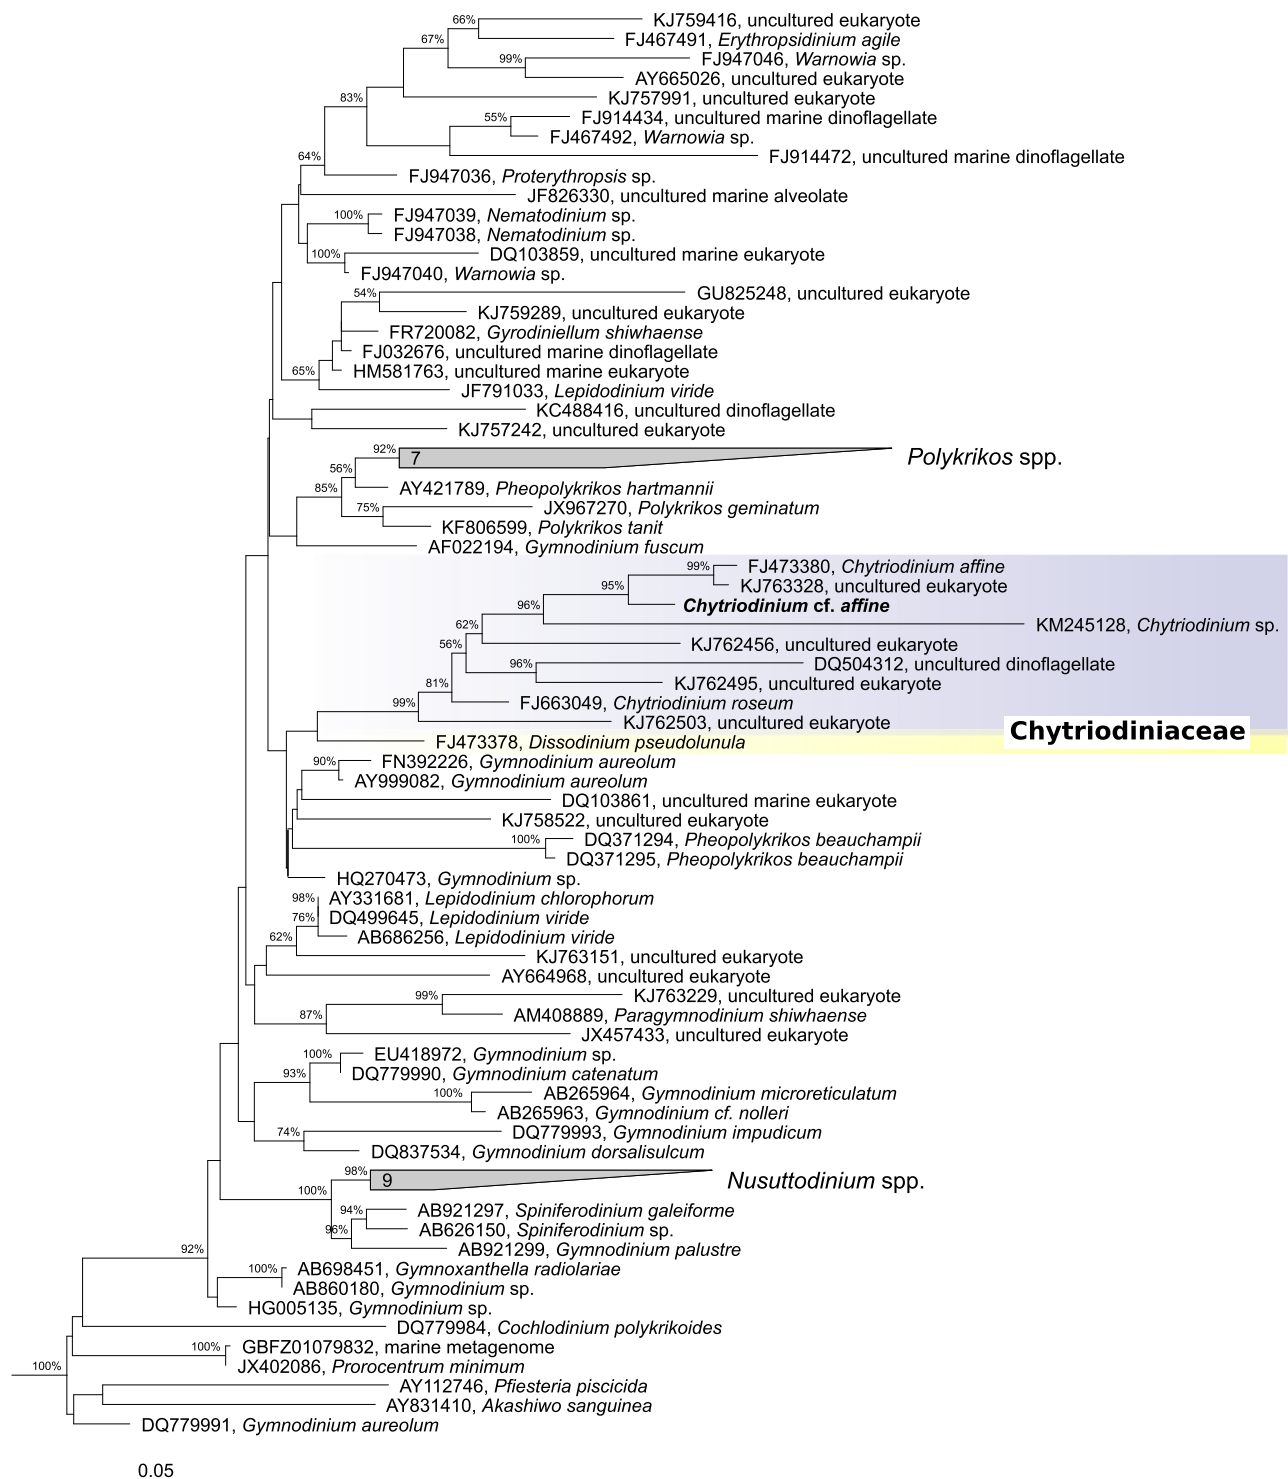 66%
KJ759416, uncultured eukaryote
FJ467491, Erythropsidinium agile
67%
99%
FJ947046, Warnowia sp.
AY665026, uncultured eukaryote
83%
KJ757991, uncultured eukaryote
55%
FJ914434, uncultured marine dinoflagellate
FJ467492, Warnowia sp.
64%
FJ914472, uncultured marine dinoflagellate
FJ947036, Proterythropsis sp.
JF826330, uncultured marine alveolate
100%
FJ947039, Nematodinium sp.
FJ947038, Nematodinium sp.
100%
DQ103859, uncultured marine eukaryote
FJ947040, Warnowia sp.
54%
GU825248, uncultured eukaryote
KJ759289, uncultured eukaryote
FR720082, Gyrodiniellum shiwhaense
FJ032676, uncultured marine dinoflagellate
65%
HM581763, uncultured marine eukaryote
JF791033, Lepidodinium viride
KC488416, uncultured dinoflagellate
KJ757242, uncultured eukaryote
92%
7
Polykrikos spp.
56%
85%
AY421789, Pheopolykrikos hartmannii
75%
JX967270, Polykrikos geminatum
KF806599, Polykrikos tanit
AF022194, Gymnodinium fuscum
99%
FJ473380, Chytriodinium affine
95%
KJ763328, uncultured eukaryote
96%
Chytriodinium cf. affine
62%
KM245128, Chytriodinium sp.
56%
KJ762456, uncultured eukaryote
96%
DQ504312, uncultured dinoflagellate
81%
KJ762495, uncultured eukaryote
99%
FJ663049, Chytriodinium roseum
KJ762503, uncultured eukaryote
Chytriodiniaceae
FJ473378, Dissodinium pseudolunula
90%
FN392226, Gymnodinium aureolum
AY999082, Gymnodinium aureolum
DQ103861, uncultured marine eukaryote
KJ758522, uncultured eukaryote
100%
DQ371294, Pheopolykrikos beauchampii
DQ371295, Pheopolykrikos beauchampii
HQ270473, Gymnodinium sp.
98%
AY331681, Lepidodinium chlorophorum
76%
DQ499645, Lepidodinium viride
62%
AB686256, Lepidodinium viride
KJ763151, uncultured eukaryote
AY664968, uncultured eukaryote
99%
KJ763229, uncultured eukaryote
87%
AM408889, Paragymnodinium shiwhaense
JX457433, uncultured eukaryote
100%
EU418972, Gymnodinium sp.
93%
DQ779990, Gymnodinium catenatum
100%
AB265964, Gymnodinium microreticulatum
AB265963, Gymnodinium cf. nolleri
74%
DQ779993, Gymnodinium impudicum
DQ837534, Gymnodinium dorsalisulcum
98%
9
Nusuttodinium spp.
100%
94%
AB921297, Spiniferodinium galeiforme
96%
AB626150, Spiniferodinium sp.
AB921299, Gymnodinium palustre
92%
100%
AB698451, Gymnoxanthella radiolariae
AB860180, Gymnodinium sp.
HG005135, Gymnodinium sp.
DQ779984, Cochlodinium polykrikoides
100%
GBFZ01079832, marine metagenome
100%
JX402086, Prorocentrum minimum
AY112746, Pfiesteria piscicida
AY831410, Akashiwo sanguinea
DQ779991, Gymnodinium aureolum
0.05